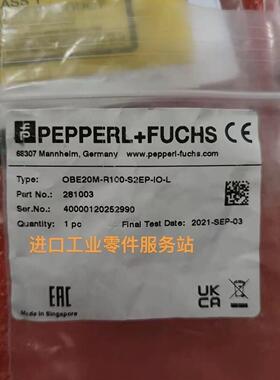 ASS 1
PEPPERL+FUCHS CE
68307 Mannheim, Germany www.pepperl-fuchs.com
Type: OBE20M-R100-S2EP-IO-L
Part No.: 281003
Ser.No.: 40000120252990
Quantity: 1 pc Final Test Date: 2021-SEP-03
进口工业零件服务站
EAC
UK
CA
Made in Singapore